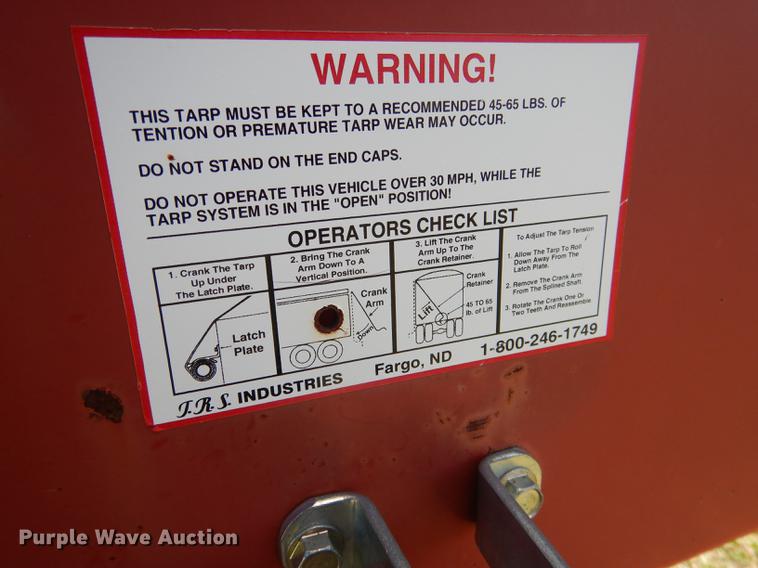 WARNING!
THIS TARP MUST BE KEPT TO A RECOMMENDED 45-65 LBS. OF
TENTION OR PREMATURE TARP WEAR MAY OCCUR.
DO NOT STAND ON THE END CAPS.
DO NOT OPERATE THIS VEHICLE OVER 30 MPH, WHILE THE
TARP SYSTEM IS IN THE "OPEN" POSITION!
OPERATORS CHECK LIST
1. Crank The Tarp
Up Under
The Latch Plate.
Latch
Plate
2. Bring The Crank
Arm Down To A
Vertical Position.
Crank
Arm
Down
3. Lift The Crank
Arm Up To The
Crank Retainer.
Crank
Retainer
Lift
45 TO 65
lb. of Lift
To Adjust The Tarp Tension
1. Allow The Tarp To Roll
Down Away From The
Latch Plate.
2. Remove The Crank Arm
From The Splined Shaft.
3. Rotate The Crank One Or
Two Teeth And Reassemble.
T.R.S. INDUSTRIES
Fargo, ND
1-800-246-1749
Purple Wave Auction